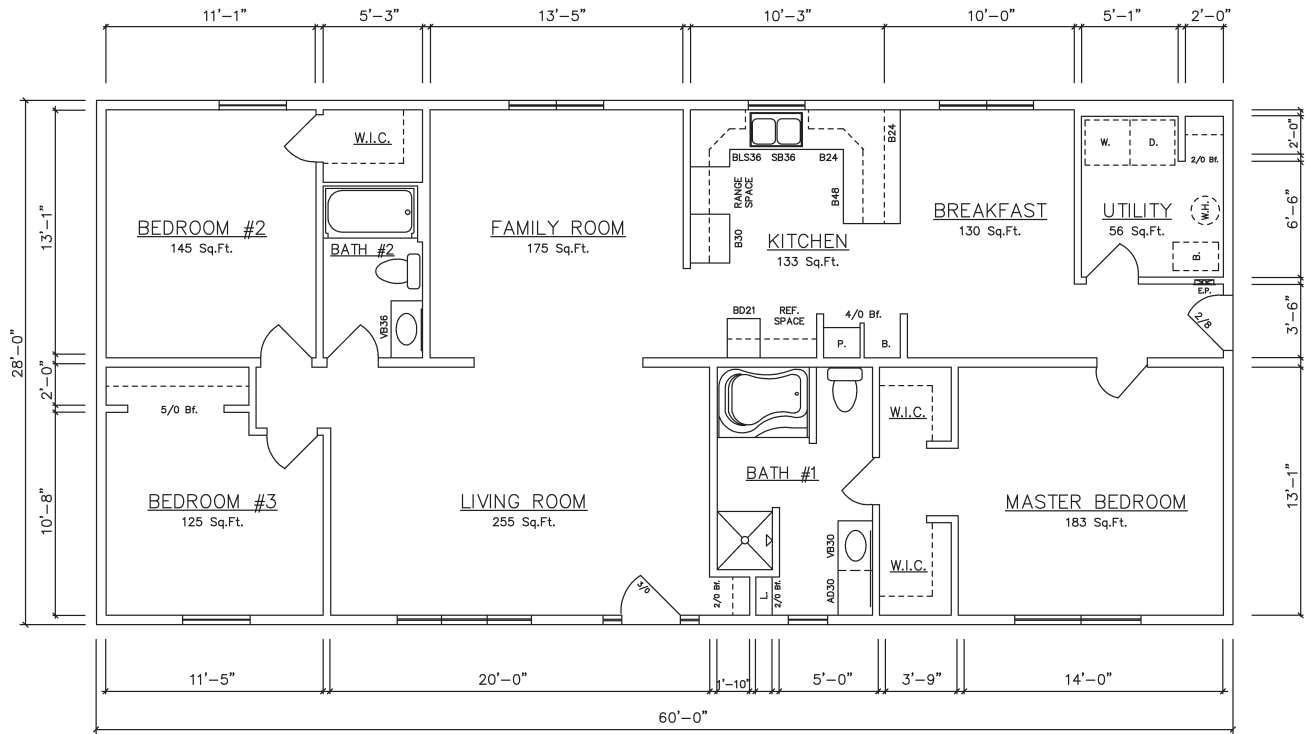 11'-1" 5'-3" 13'-5" 10'-3" 10'-0" 5'-1" 2'-0"
28'-0"
13'-1"
2'-0"
10'-8"
W.I.C.
BEDROOM #2
145 Sq.Ft.
BATH #2
VB36
FAMILY ROOM
175 Sq.Ft.
BLS36 SB36 B24
B24
RANGE
SPACE
B48
B30
KITCHEN
133 Sq.Ft.
BD21
REF.
SPACE
4/0 Bf.
P. B.
BREAKFAST
130 Sq.Ft.
W. D.
2/0 Bf.
UTILITY
56 Sq.Ft.
W.H.
B.
E.P.
2/8
2'-0"
6'-6"
3'-6"
13'-1"
5/0 Bf.
BEDROOM #3
125 Sq.Ft.
LIVING ROOM
255 Sq.Ft.
3/0
BATH #1
2/0 Bf.
L.
2/0 Bf.
VB30
AD30
W.I.C.
W.I.C.
MASTER BEDROOM
183 Sq.Ft.
11'-5" 20'-0" 1'-10" 5'-0" 3'-9" 14'-0"
60'-0"